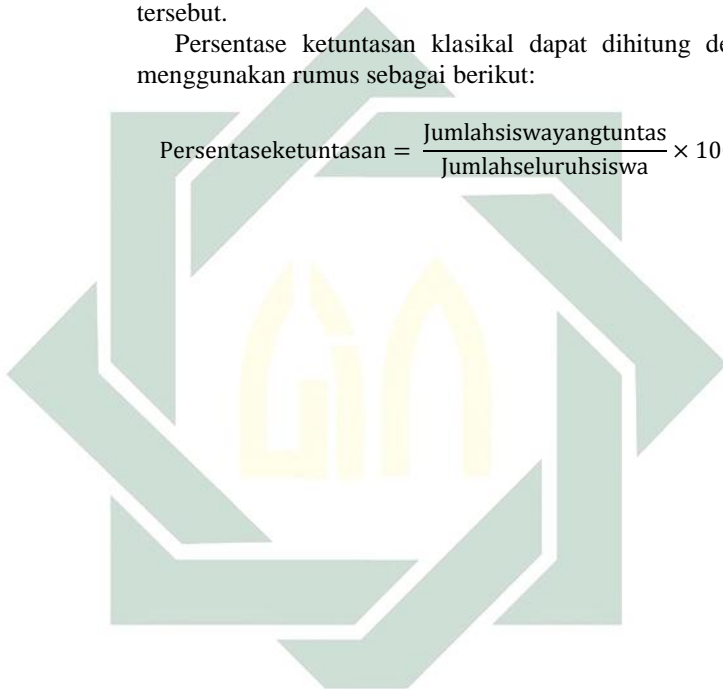 tersebut.
Persentase ketuntasan klasikal dapat dihitung de
menggunakan rumus sebagai berikut:
Persentaseketuntasan = Jumlahsiswayangtuntas / Jumlahseluruhsiswa × 10